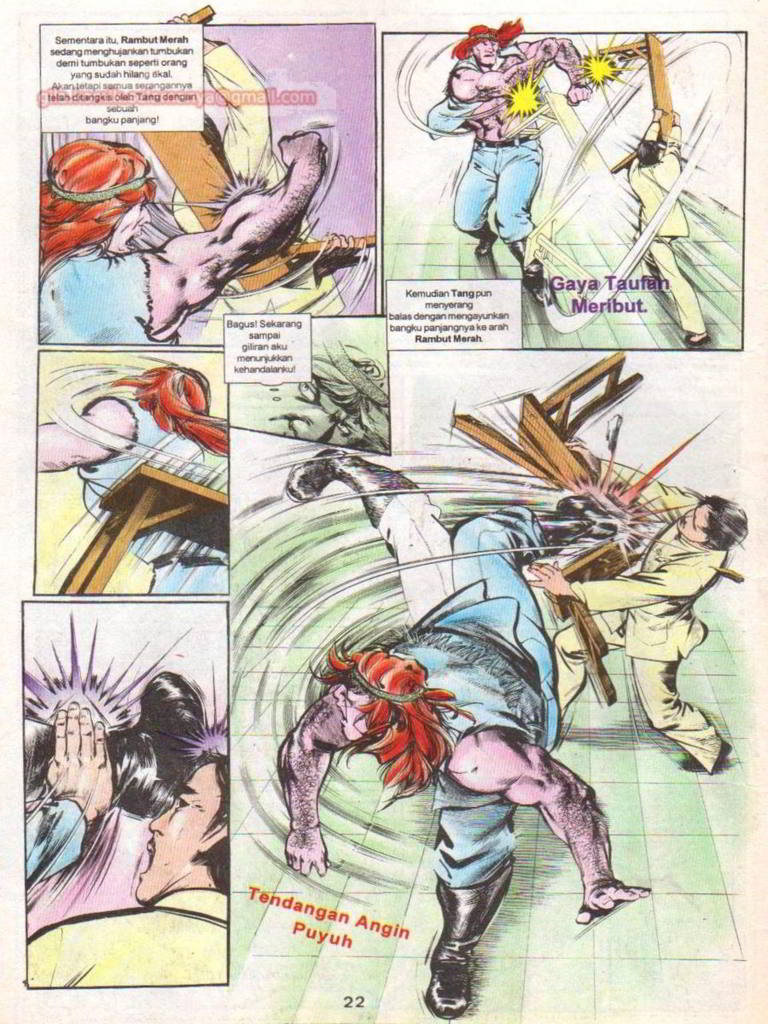 Sementara itu, Rambut Merah
sedang menghujankan tumbukan
demi tumbukan seperti orang
yang sudah hilang akal.
Akan tetapi semua serangannya
telah ditangkis oleh Tang dengan
sebuah
bangku panjang!
@gmail.com
Gaya Taufan
Meribut.
Kemudian Tang pun
menyerang
balas dengan mengayunkan
bangku panjangnya ke arah
Rambut Merah.
Bagus! Sekarang
sampai
giliran aku
menunjukkan
kehandalanku!
Tendangan Angin
Puyuh
22